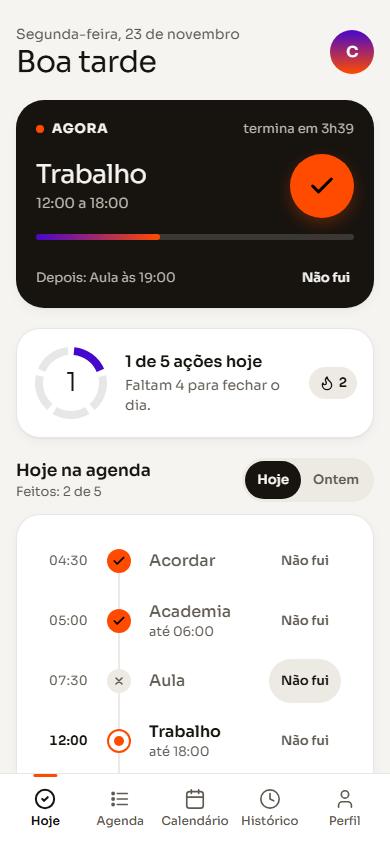 Segunda-feira, 23 de novembro
Boa tarde
C
AGORA
termina em 3h39
Trabalho
12:00 a 18:00
Depois: Aula às 19:00
Não fui
1
1 de 5 ações hoje
Faltam 4 para fechar o
dia.
2
Hoje na agenda
Feitos: 2 de 5
Hoje
Ontem
04:30
Acordar
Não fui
05:00
Academia
até 06:00
Não fui
07:30
Aula
Não fui
12:00
Trabalho
até 18:00
Não fui
Hoje
Agenda
Calendário
Histórico
Perfil